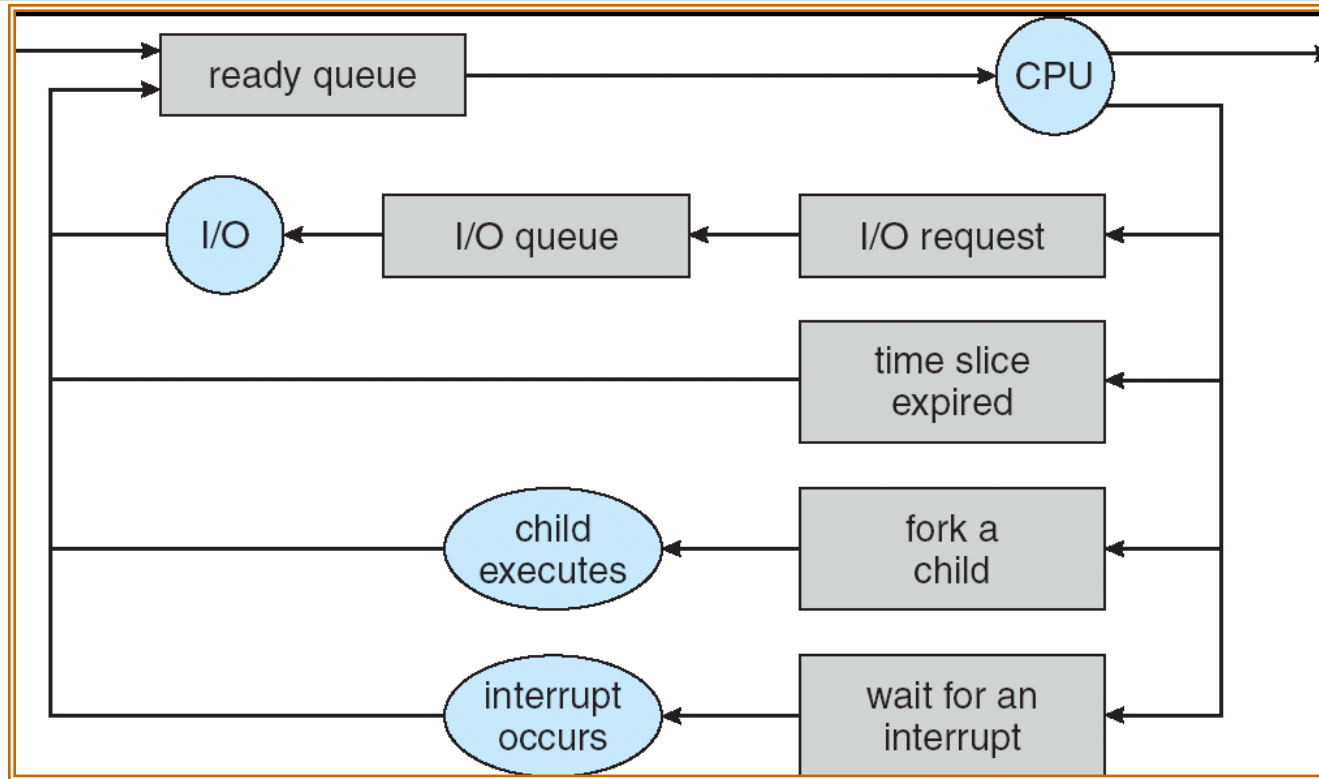 ready queue
CPU
I/O
I/O queue
I/O request
time slice
expired
child
executes
fork a
child
interrupt
occurs
wait for an
interrupt